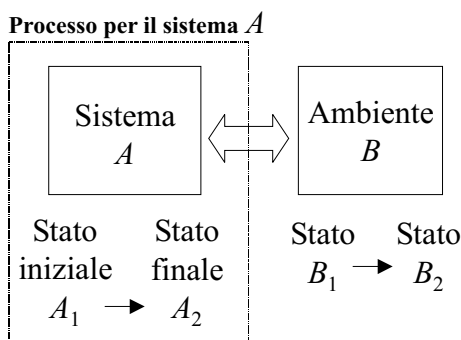 Processo per il sistema A
Sistema
A
Ambiente
B
Stato iniziale
A₁
Stato finale
A₂
Stato
B₁
Stato
B₂